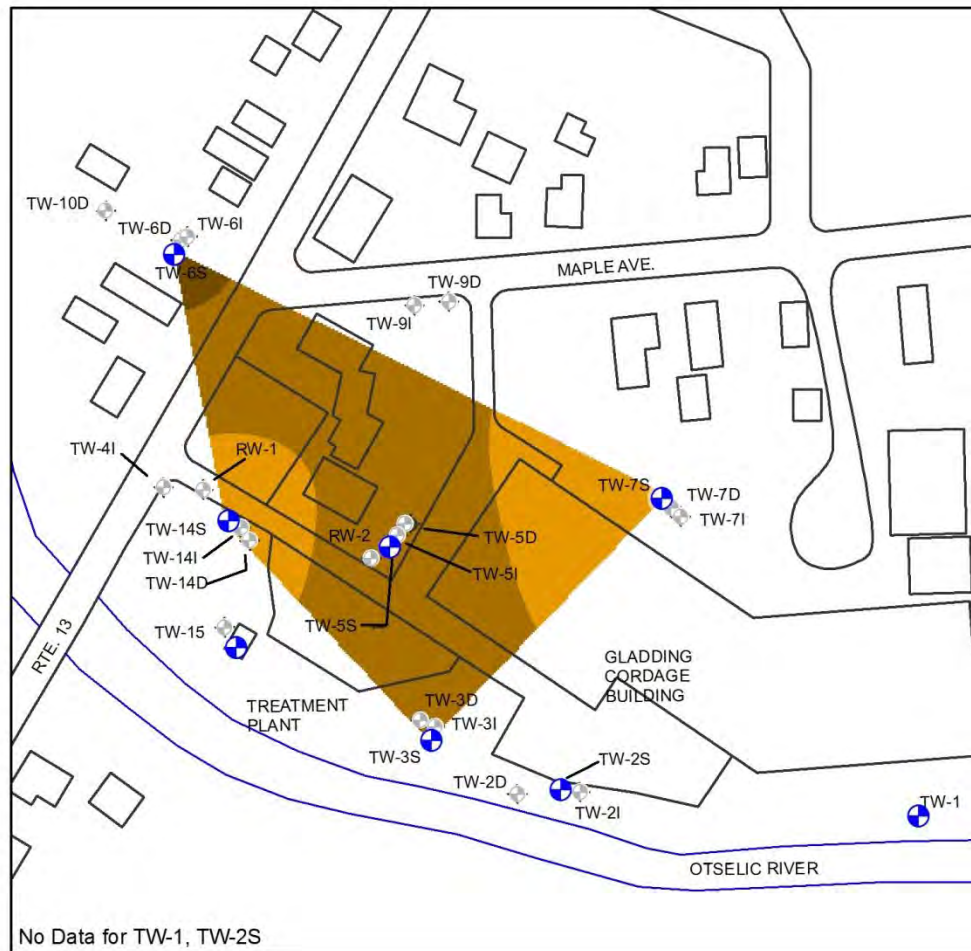 TW-10D
TW-6D
TW-6I
TW-6S
MAPLE AVE.
TW-9D
TW-9I
TW-4I
RW-1
TW-7S
TW-7D
TW-7I
TW-14S
RW-2
TW-5D
TW-14I
TW-5I
TW-14D
TW-5S
TW-15
RTE. 13
GLADDING
CORDAGE
BUILDING
TREATMENT
PLANT
TW-3D
TW-3I
TW-3S
TW-2S
TW-2D
TW-2I
TW-1
OTSELIC RIVER
No Data for TW-1, TW-2S